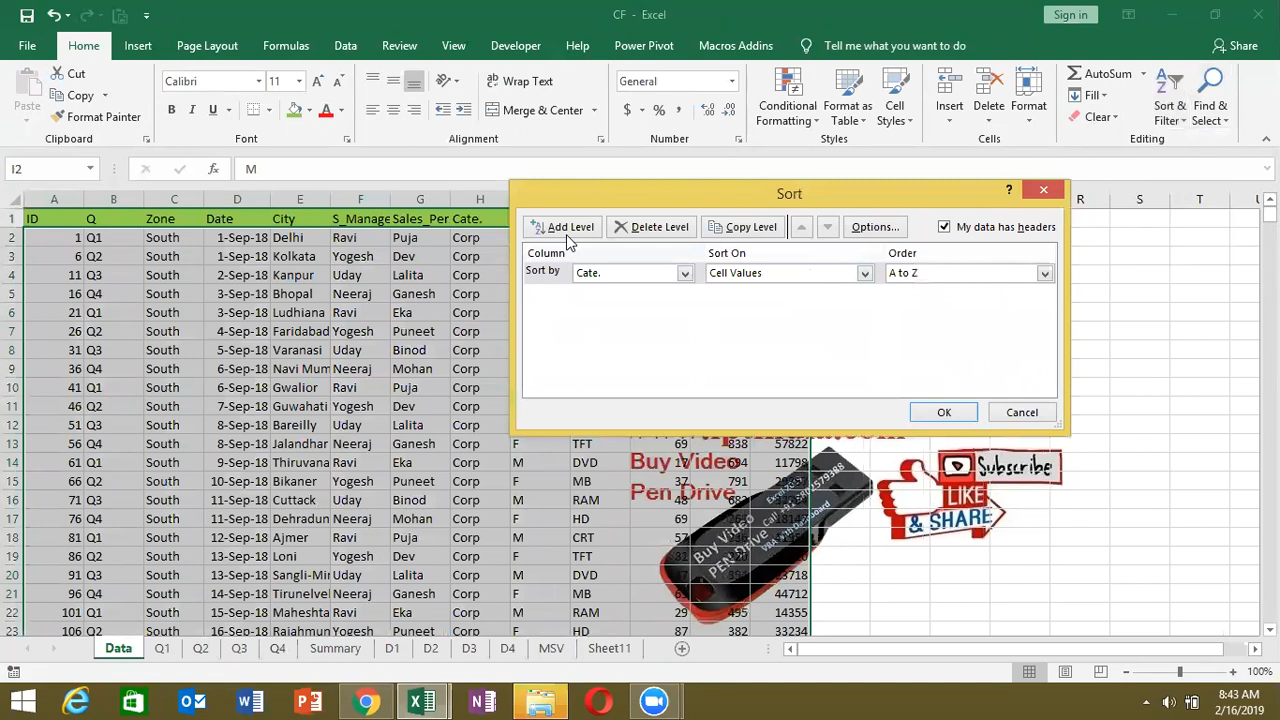 CF - Excel
Sign in
File Home Insert Page Layout Formulas Data Review View Developer Help Power Pivot Macros Addins Tell me what you want to do Share
Paste Cut Copy Format Painter
Calibri 11 B I U
Wrap Text Merge & Center
General $ %
Conditional Formatting Format as Table Cell Styles
Insert Delete Format
AutoSum Fill Clear Sort & Filter Find & Select
Clipboard Font Alignment Number Styles Cells Editing
I2 fx M
A B C D E F G H R S T
Sort ?
Add Level Delete Level Copy Level Options... My data has headers
Column Sort On Order
Sort by Cate. Cell Values A to Z
OK Cancel
1 ID Q Zone Date City S_Manage Sales_Per Cate.
2 1 Q1 South 1-Sep-18 Delhi Ravi Puja Corp
3 6 Q2 South 1-Sep-18 Kolkata Yogesh Dev Corp
4 11 Q3 South 2-Sep-18 Kanpur Uday Lalita Corp
5 16 Q4 South 3-Sep-18 Bhopal Neeraj Ganesh Corp
6 21 Q1 South 3-Sep-18 Ludhiana Ravi Eka Corp
7 26 Q2 South 4-Sep-18 Faridabad Yogesh Puneet Corp
8 31 Q3 South 5-Sep-18 Varanasi Uday Binod Corp
9 36 Q4 South 6-Sep-18 Navi Mum Neeraj Mohan Corp
10 41 Q1 South 6-Sep-18 Gwalior Ravi Puja Corp
11 46 Q2 South 7-Sep-18 Guwahati Yogesh Dev Corp
12 51 Q3 South 8-Sep-18 Bareilly Uday Lalita Corp
13 56 Q4 South 8-Sep-18 Jalandhar Neeraj Ganesh Corp F TFT 69 838 57822
14 61 Q1 South 9-Sep-18 Thiruvana Ravi Eka Corp M DVD 594 11798
15 66 Q2 South 10-Sep-18 Bikaner Yogesh Puneet Corp F MB 37 791
16 71 Q3 South 11-Sep-18 Cuttack Uday Binod Corp M RAM 48
17 76 Q4 South 11-Sep-18 Dehradun Neeraj Mohan Corp F HD 69
18 81 Q1 South 12-Sep-18 Ajmer Ravi Puja Corp M CRT 57
19 86 Q2 South 13-Sep-18 Loni Yogesh Dev Corp F TFT 81
20 91 Q3 South 13-Sep-18 Sangli-Mir Uday Lalita Corp M DVD
21 96 Q4 South 14-Sep-18 Tirunelvel Neeraj Ganesh Corp F MB 44712
22 101 Q1 South 15-Sep-18 Maheshta Ravi Eka Corp M RAM 29 495 14355
23 106 Q2 South 16-Sep-18 Rajahmun Yogesh Puneet Corp F HD 87 382 33234
Buy Video
Pen Drive
Buy Video
PEN Drive
Subscribe
LIKE
& SHARE
Data Q1 Q2 Q3 Q4 Summary D1 D2 D3 D4 MSV Sheet11
100%
8:43 AM
2/16/2019